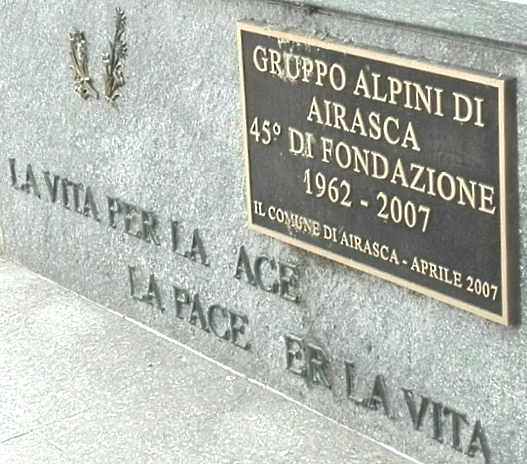 GRUPPO ALPINI DI
AIRASCA
45° DI FONDAZIONE
1962 - 2007
IL COMUNE DI AIRASCA - APRILE 2007
LA VITA PER LA ACE
LA PACE ER LA VITA